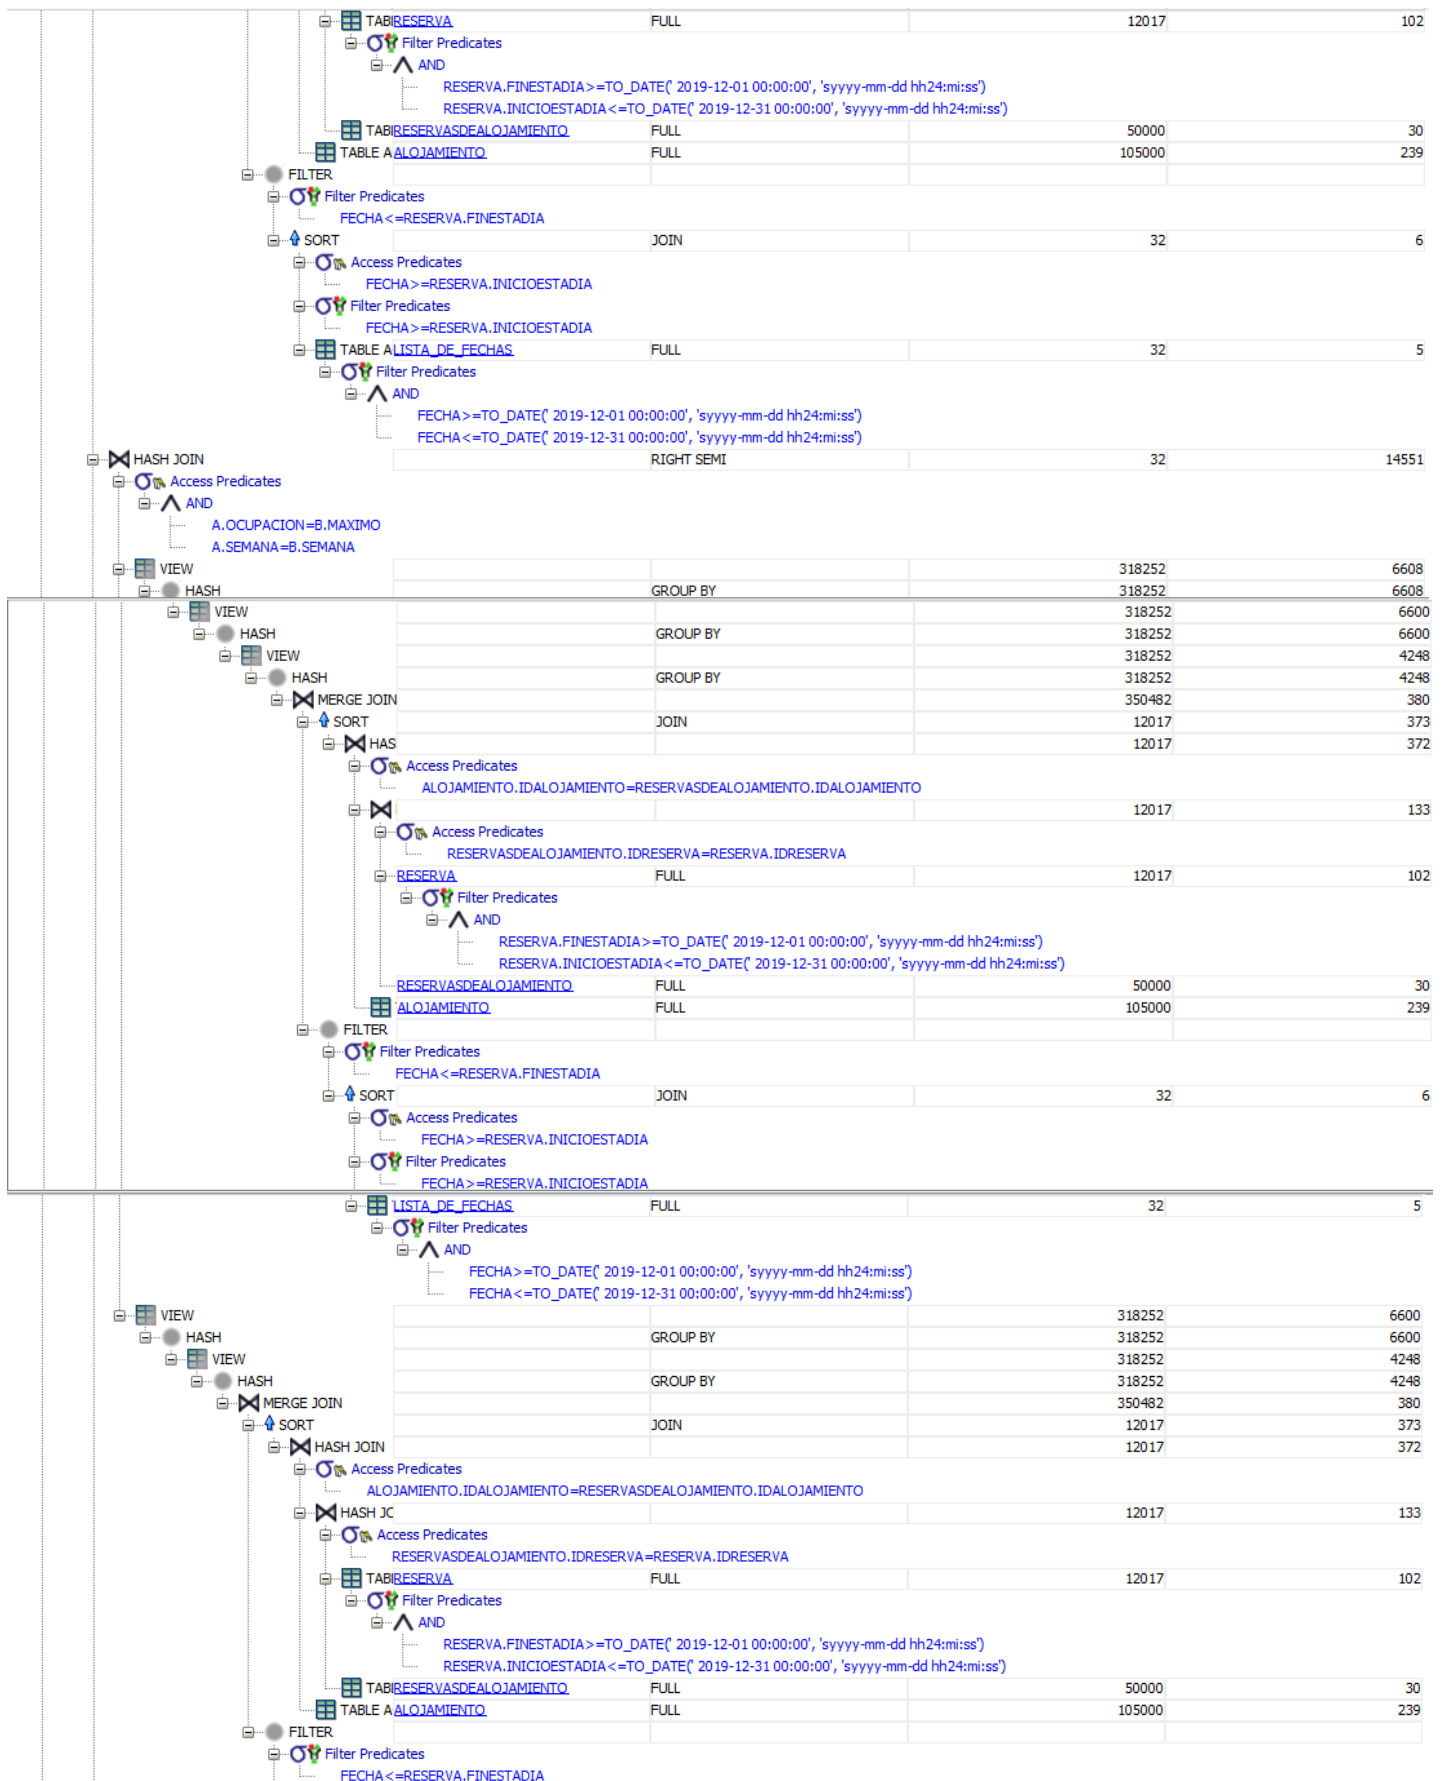 TABLE RESERVA FULL 12017 102
Filter Predicates
AND
RESERVA.FINESTADIA>=TO_DATE(' 2019-12-01 00:00:00', 'syyyy-mm-dd hh24:mi:ss')
RESERVA.INICIOESTADIA<=TO_DATE(' 2019-12-31 00:00:00', 'syyyy-mm-dd hh24:mi:ss')
TABI RESERVASDEALOJAMIENTO FULL 50000 30
TABLE A ALOJAMIENTO FULL 105000 239
FILTER
Filter Predicates
FECHA<=RESERVA.FINESTADIA
SORT JOIN 32 6
Access Predicates
FECHA>=RESERVA.INICIOESTADIA
Filter Predicates
FECHA>=RESERVA.INICIOESTADIA
TABLE A LISTA_DE_FECHAS FULL 32 5
Filter Predicates
AND
FECHA>=TO_DATE(' 2019-12-01 00:00:00', 'syyyy-mm-dd hh24:mi:ss')
FECHA<=TO_DATE(' 2019-12-31 00:00:00', 'syyyy-mm-dd hh24:mi:ss')
HASH JOIN RIGHT SEMI 32 14551
Access Predicates
AND
A.OCUPACION=B.MAXIMO
A.SEMANA=B.SEMANA
VIEW 318252 6608
HASH GROUP BY 318252 6608
VIEW 318252 6600
HASH GROUP BY 318252 6600
VIEW 318252 4248
HASH GROUP BY 318252 4248
MERGE JOIN 350482 380
SORT JOIN 12017 373
HAS 12017 372
Access Predicates
ALOJAMIENTO.IDALOJAMIENTO=RESERVASDEALOJAMIENTO.IDALOJAMIENTO
12017 133
Access Predicates
RESERVASDEALOJAMIENTO.IDRESERVA=RESERVA.IDRESERVA
RESERVA FULL 12017 102
Filter Predicates
AND
RESERVA.FINESTADIA>=TO_DATE(' 2019-12-01 00:00:00', 'syyyy-mm-dd hh24:mi:ss')
RESERVA.INICIOESTADIA<=TO_DATE(' 2019-12-31 00:00:00', 'syyyy-mm-dd hh24:mi:ss')
RESERVASDEALOJAMIENTO FULL 50000 30
ALOJAMIENTO FULL 105000 239
FILTER
Filter Predicates
FECHA<=RESERVA.FINESTADIA
SORT JOIN 32 6
Access Predicates
FECHA>=RESERVA.INICIOESTADIA
Filter Predicates
FECHA>=RESERVA.INICIOESTADIA
LISTA_DE_FECHAS FULL 32 5
Filter Predicates
AND
FECHA>=TO_DATE(' 2019-12-01 00:00:00', 'syyyy-mm-dd hh24:mi:ss')
FECHA<=TO_DATE(' 2019-12-31 00:00:00', 'syyyy-mm-dd hh24:mi:ss')
VIEW 318252 6600
HASH GROUP BY 318252 6600
VIEW 318252 4248
HASH GROUP BY 318252 4248
MERGE JOIN 350482 380
SORT JOIN 12017 373
HASH JOIN 12017 372
Access Predicates
ALOJAMIENTO.IDALOJAMIENTO=RESERVASDEALOJAMIENTO.IDALOJAMIENTO
HASH JC 12017 133
Access Predicates
RESERVASDEALOJAMIENTO.IDRESERVA=RESERVA.IDRESERVA
TABI RESERVA FULL 12017 102
Filter Predicates
AND
RESERVA.FINESTADIA>=TO_DATE(' 2019-12-01 00:00:00', 'syyyy-mm-dd hh24:mi:ss')
RESERVA.INICIOESTADIA<=TO_DATE(' 2019-12-31 00:00:00', 'syyyy-mm-dd hh24:mi:ss')
TABI RESERVASDEALOJAMIENTO FULL 50000 30
TABLE A ALOJAMIENTO FULL 105000 239
FILTER
Filter Predicates
FECHA<=RESERVA.FINESTADIA